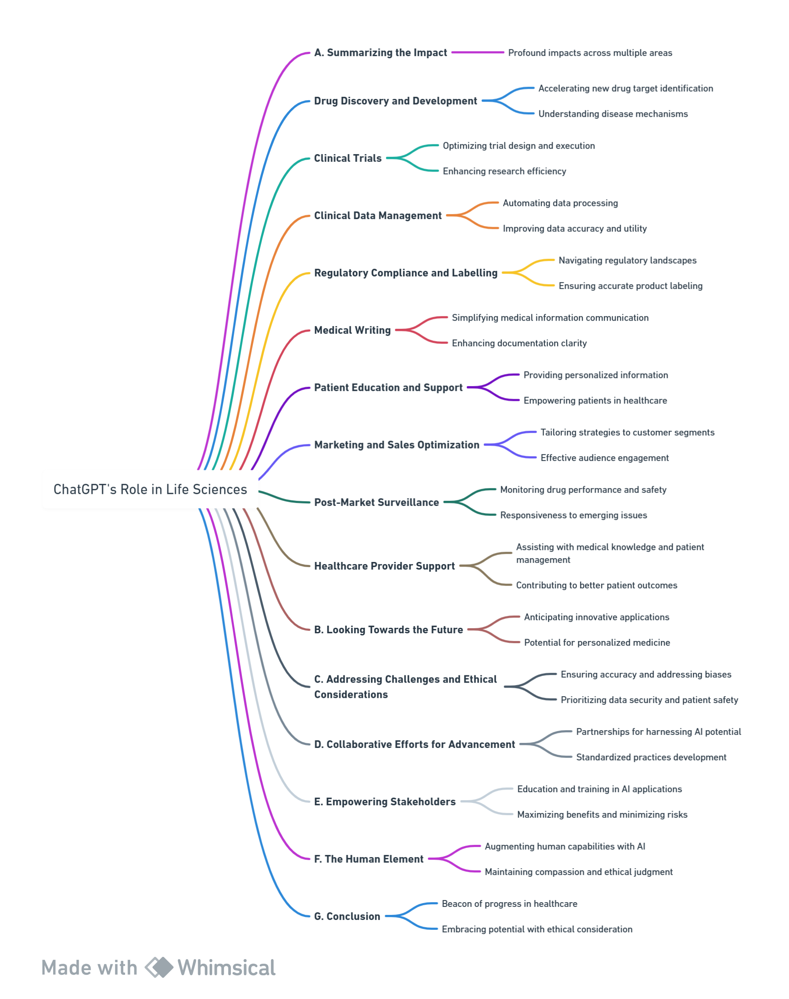 A. Summarizing the Impact
Profound impacts across multiple areas
Drug Discovery and Development
Accelerating new drug target identification
Understanding disease mechanisms
Clinical Trials
Optimizing trial design and execution
Enhancing research efficiency
Clinical Data Management
Automating data processing
Improving data accuracy and utility
Regulatory Compliance and Labelling
Navigating regulatory landscapes
Ensuring accurate product labeling
Medical Writing
Simplifying medical information communication
Enhancing documentation clarity
Patient Education and Support
Providing personalized information
Empowering patients in healthcare
Marketing and Sales Optimization
Tailoring strategies to customer segments
Effective audience engagement
ChatGPT's Role in Life Sciences
Post-Market Surveillance
Monitoring drug performance and safety
Responsiveness to emerging issues
Healthcare Provider Support
Assisting with medical knowledge and patient
management
Contributing to better patient outcomes
B. Looking Towards the Future
Anticipating innovative applications
Potential for personalized medicine
C. Addressing Challenges and Ethical
Considerations
Ensuring accuracy and addressing biases
Prioritizing data security and patient safety
D. Collaborative Efforts for Advancement
Partnerships for harnessing AI potential
Standardized practices development
E. Empowering Stakeholders
Education and training in AI applications
Maximizing benefits and minimizing risks
F. The Human Element
Augmenting human capabilities with AI
Maintaining compassion and ethical judgment
G. Conclusion
Beacon of progress in healthcare
Embracing potential with ethical consideration
Made with Whimsical